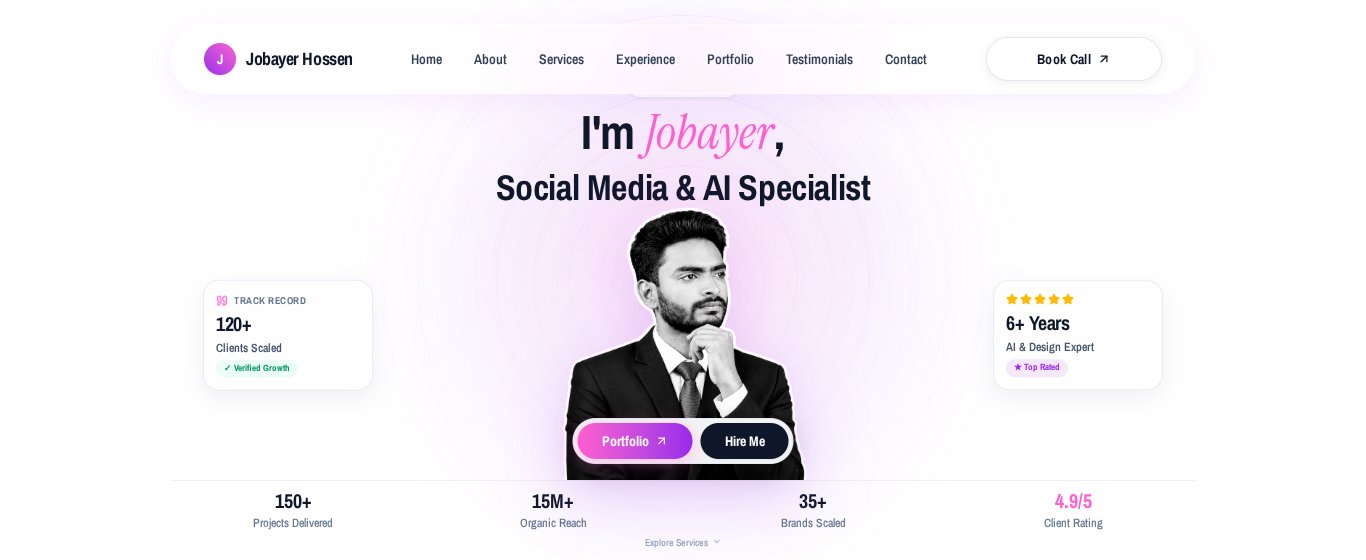 J Jobayer Hossen
Home About Services Experience Portfolio Testimonials Contact
Book Call
I'm Jobayer,
Social Media & AI Specialist
TRACK RECORD
120+
Clients Scaled
✓ Verified Growth
6+ Years
AI & Design Expert
★ Top Rated
Portfolio
Hire Me
150+
Projects Delivered
15M+
Organic Reach
35+
Brands Scaled
4.9/5
Client Rating
Explore Services